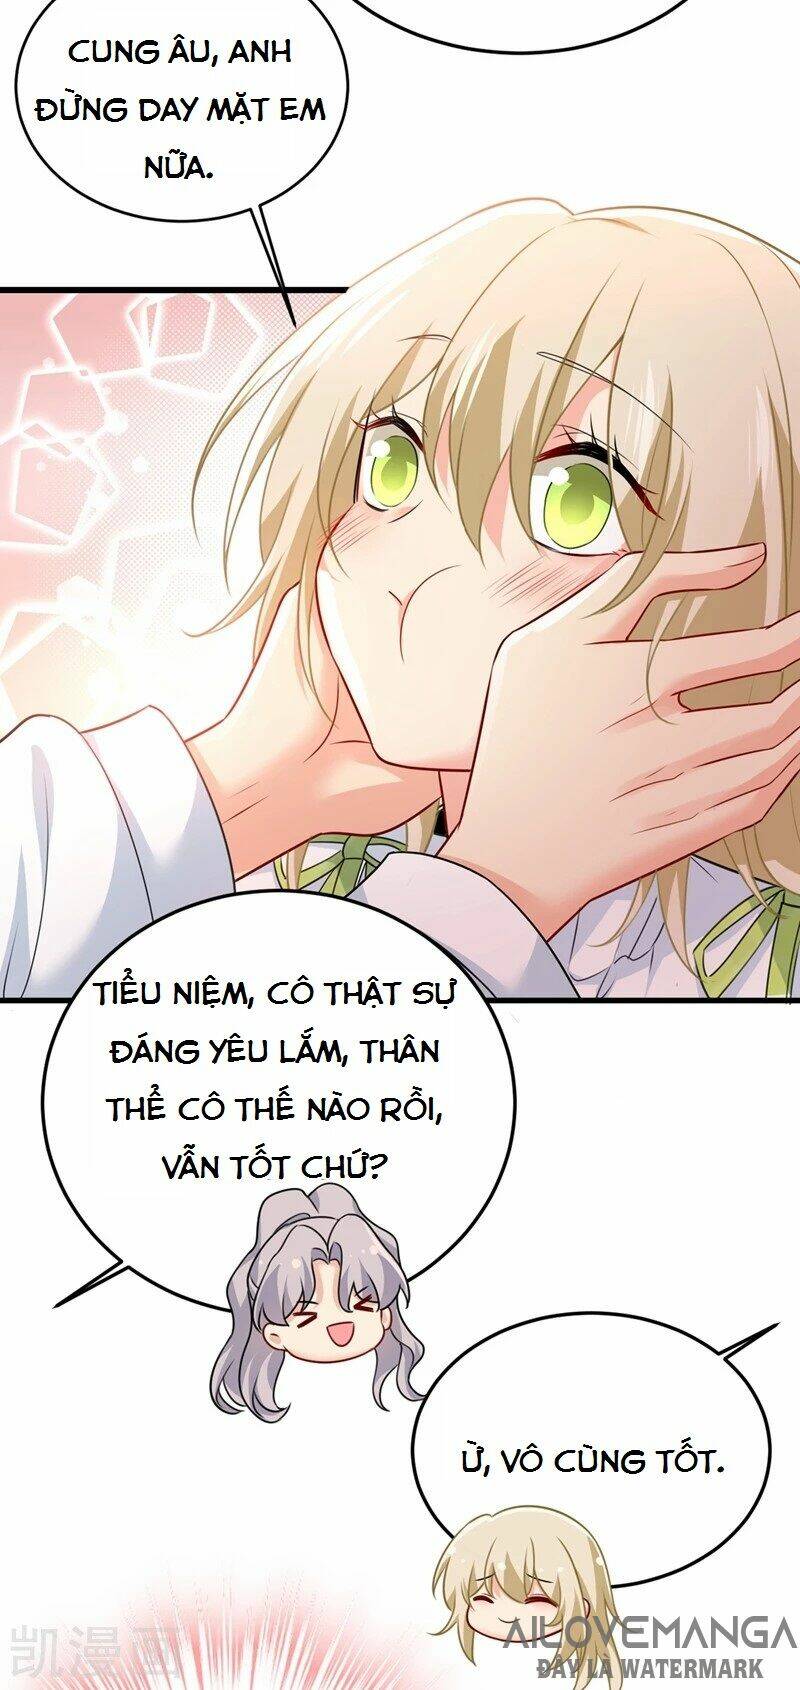 CUNG ÂU, ANH
ĐỪNG DAY MẶT EM
NỮA.
TIỂU NIỆM, CÔ THẬT SỰ
ĐÁNG YÊU LẮM, THÂN
THỂ CÔ THẾ NÀO RỒI,
VẪN TỐT CHỨ?
Ừ, VÔ CÙNG TỐT.
凯漫画
AILOVEMANGA
ĐÂY LÀ WATERMARK